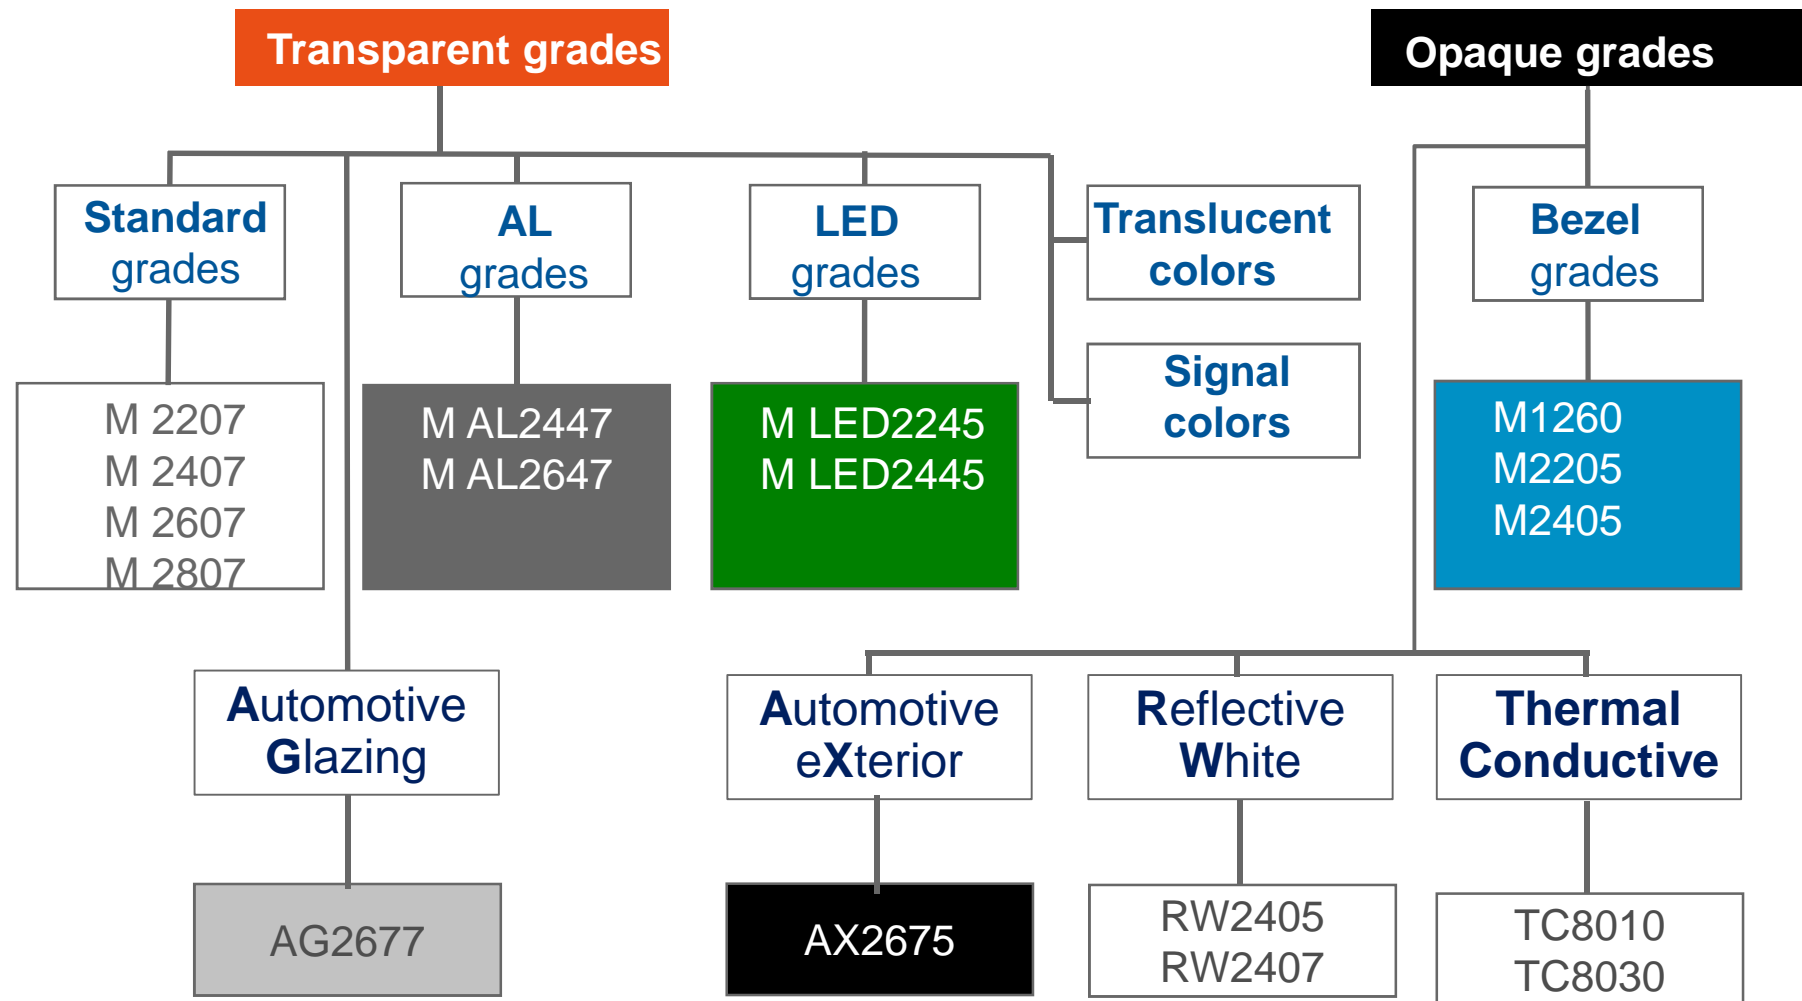 Transparent grades
Opaque grades
Standard
grades
AL
grades
LED
grades
Translucent
colors
Signal
colors
Bezel
grades
M 2207
M 2407
M 2607
M 2807
M AL2447
M AL2647
M LED2245
M LED2445
M1260
M2205
M2405
Automotive
Glazing
Automotive
eXterior
Reflective
White
Thermal
Conductive
AG2677
AX2675
RW2405
RW2407
TC8010
TC8030